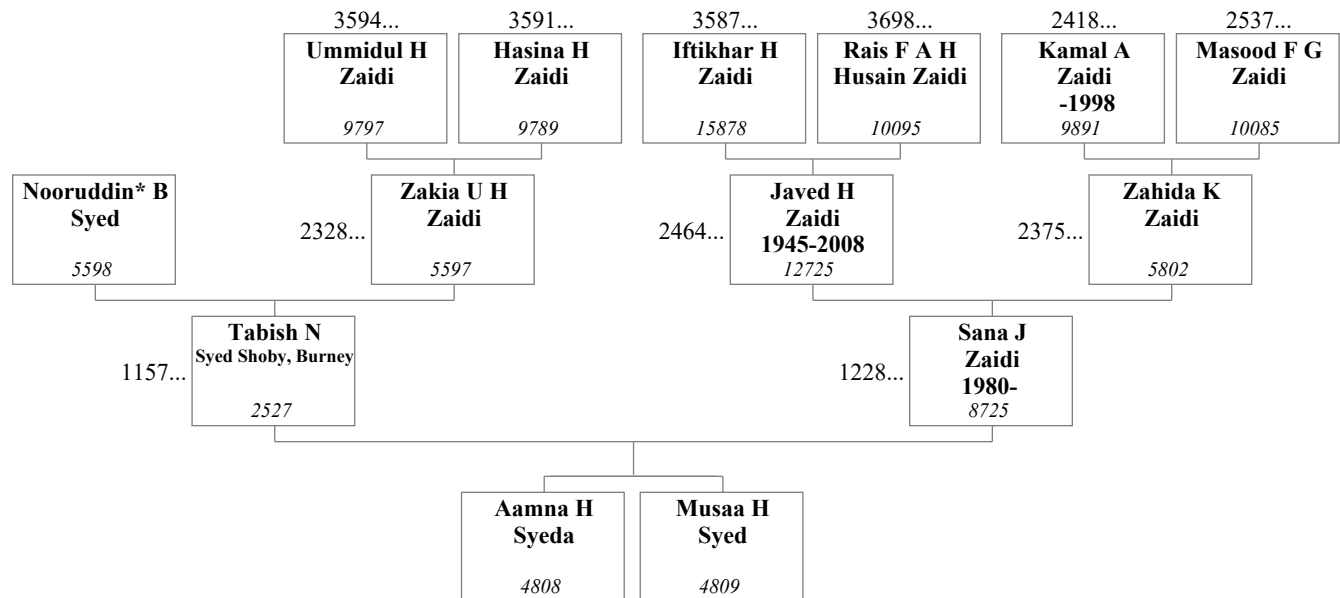 3594... 3591... 3587... 3698... 2418... 2537...
Ummidul H
Zaidi
9797
Hasina H
Zaidi
9789
Iftikhar H
Zaidi
15878
Rais F A H
Husain Zaidi
10095
Kamal A
Zaidi
-1998
9891
Masood F G
Zaidi
10085
Nooruddin* B
Syed
5598
2328...
Zakia U H
Zaidi
5597
2464...
Javed H
Zaidi
1945-2008
12725
2375...
Zahida K
Zaidi
5802
1157...
Tabish N
Syed Shoby, Burney
2527
1228...
Sana J
Zaidi
1980-
8725
Aamna H
Syeda
4808
Musaa H
Syed
4809